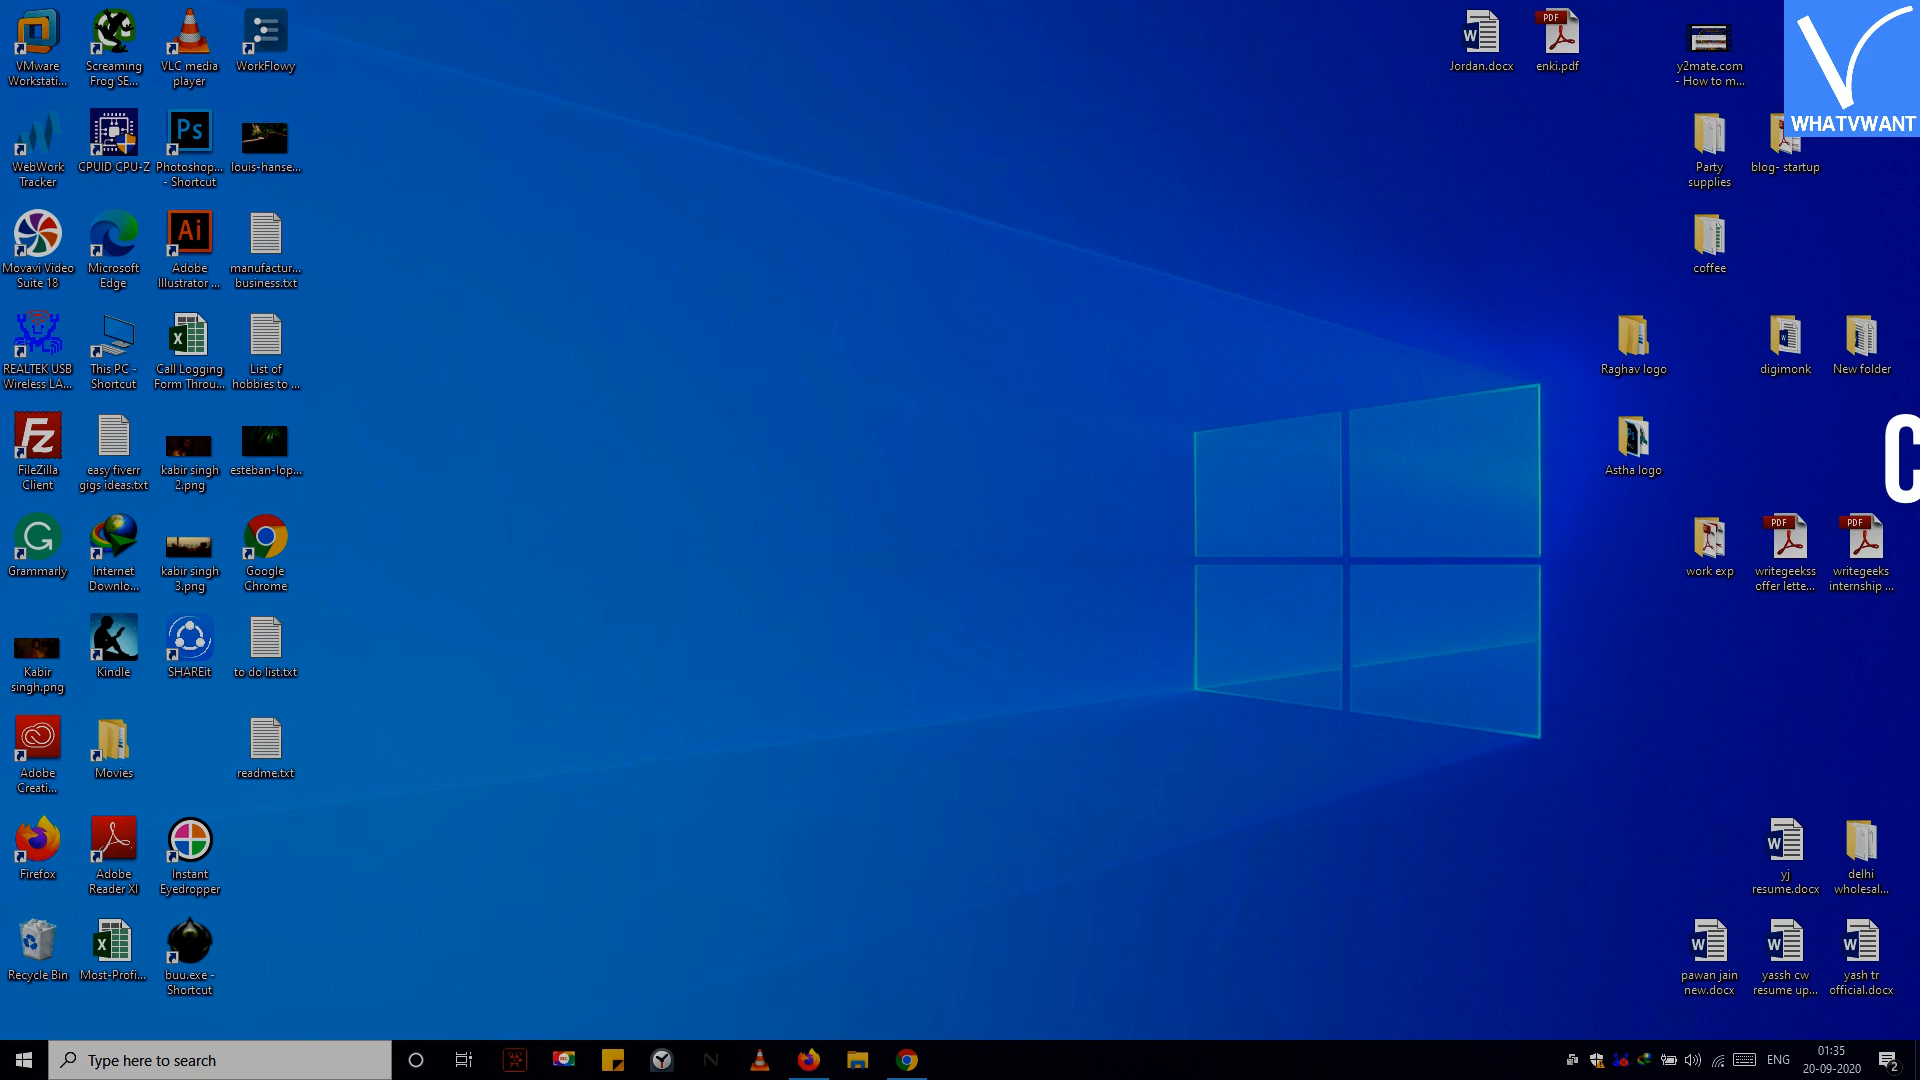 VMware
Workstati...
Screaming
Frog SE...
VLC media
player
WorkFlowy
Jordan.docx
PDF
enki.pdf
y2mate.com
- How to m...
WHATVWANT
WebWork
Tracker
CPUID CPU-Z
Ps
Photoshop...
- Shortcut
louis-hanse...
Party
supplies
blog- startup
Movavi Video
Suite 18
Microsoft
Edge
Ai
Adobe
Illustrator ...
manufactur...
business.txt
coffee
REALTEK USB
Wireless LA...
This PC -
Shortcut
Call Logging
Form Throu...
List of
hobbies to ...
Raghav logo
digimonk
New folder
FileZilla
Client
easy fiverr
gigs ideas.txt
kabir singh
2.png
esteban-lop...
Astha logo
C
Grammarly
Internet
Downlo...
kabir singh
3.png
Google
Chrome
work exp
PDF
writegeekss
offer lette...
PDF
writegeeks
internship ...
Kabir
singh.png
Kindle
SHAREit
to do list.txt
Adobe
Creati...
Movies
readme.txt
Firefox
Adobe
Reader XI
Instant
Eyedropper
yj
resume.docx
delhi
wholesal...
Recycle Bin
Most-Profi...
buu.exe -
Shortcut
pawan jain
new.docx
yassh cw
resume up...
yash tr
official.docx
Type here to search
ENG
01:35
20-09-2020
2